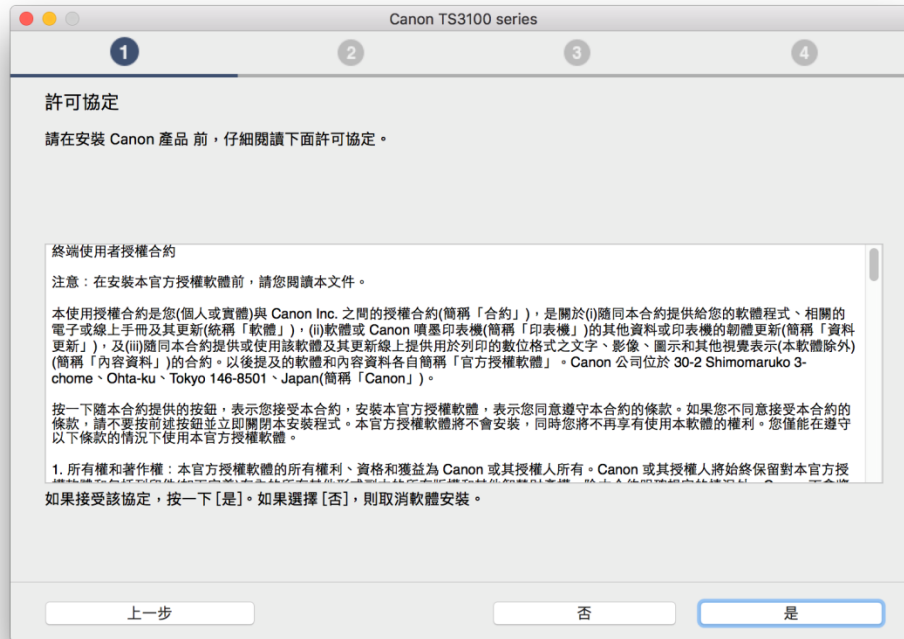 Canon TS3100 series
1 2 3 4
許可協定
請在安裝 Canon 產品 前，仔細閱讀下面許可協定。
終端使用者授權合約
注意：在安裝本官方授權軟體前，請您閱讀本文件。
本使用授權合約是您(個人或實體)與 Canon Inc. 之間的授權合約(簡稱「合約」)，是關於(i)隨同本合約提供給您的軟體程式、相關的
電子或線上手冊及其更新(統稱「軟體」)，(ii)軟體或 Canon 噴墨印表機(簡稱「印表機」)的其他資料或印表機的韌體更新(簡稱「資料
更新」)，及(iii)隨同本合約提供或使用該軟體及其更新線上提供用於列印的數位格式之文字、影像、圖示和其他視覺表示(本軟體除外)
(簡稱「內容資料」)的合約。以後提及的軟體和內容資料各自簡稱「官方授權軟體」。Canon 公司位於 30-2 Shimomaruko 3-
chome、Ohta-ku、Tokyo 146-8501、Japan(簡稱「Canon」)。
按一下隨本合約提供的按鈕，表示您接受本合約，安裝本官方授權軟體，表示您同意遵守本合約的條款。如果您不同意接受本合約的
條款，請不要按前述按鈕並立即關閉本安裝程式。本官方授權軟體將不會安裝，同時您將不再享有使用本軟體的權利。您僅能在遵守
以下條款的情況下使用本官方授權軟體。
1. 所有權和著作權：本官方授權軟體的所有權利、資格和獲益為 Canon 或其授權人所有。Canon 或其授權人將始終保留對本官方授
如果接受該協定，按一下 [是]。如果選擇 [否]，則取消軟體安裝。
上一步
否
是